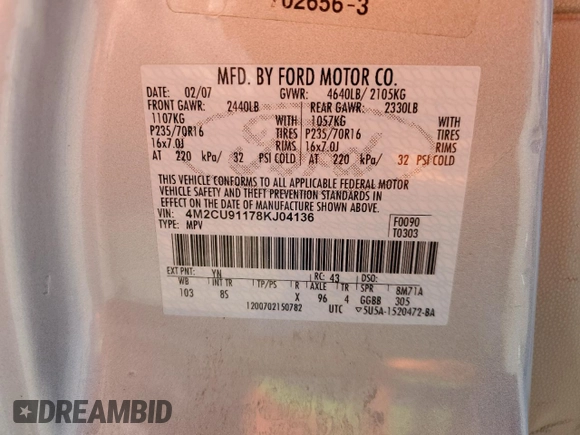 702656-3
MFD. BY FORD MOTOR CO.
DATE: 02/07 GVWR: 4640LB/ 2105KG
FRONT GAWR: 2440LB REAR GAWR: 2330LB
1107KG WITH 1057KG WITH
P235/70R16 TIRES P235/70R16 TIRES
16x7.0J RIMS 16x7.0J RIMS
AT 220 kPa/ 32 PSI COLD AT 220 kPa/ 32 PSI COLD
THIS VEHICLE CONFORMS TO ALL APPLICABLE FEDERAL MOTOR
VEHICLE SAFETY AND THEFT PREVENTION STANDARDS IN
EFFECT ON THE DATE OF MANUFACTURE SHOWN ABOVE.
VIN: 4M2CU91178KJ04136
TYPE: MPV
F0090
T0303
EXT PNT: YN RC: 43 DSO:
WB INT TR TP/PS R AXLE TR SPR 8M71A
103 8S X 96 4 GGBB 305
1200702150782 UTC ▽5U5A-1520472-BA
Ford
DREAMBID